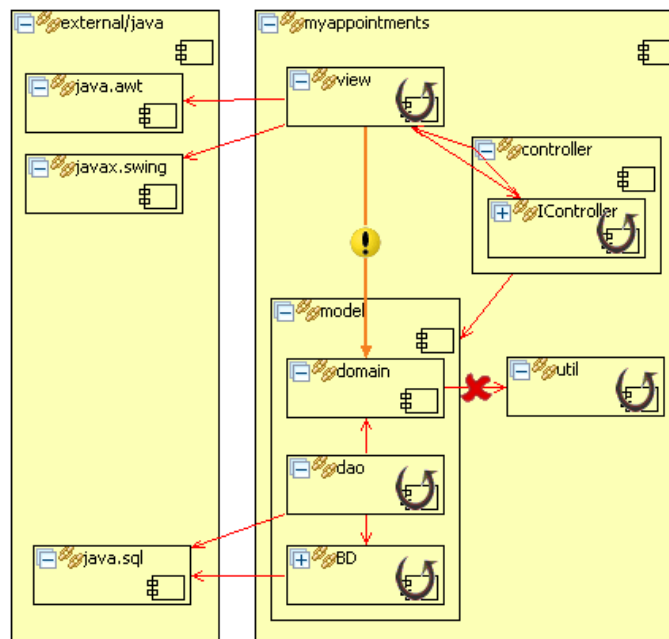 external/java
myappointments
java.awt
view
javax.swing
controller
IController
model
domain
util
dao
java.sql
BD